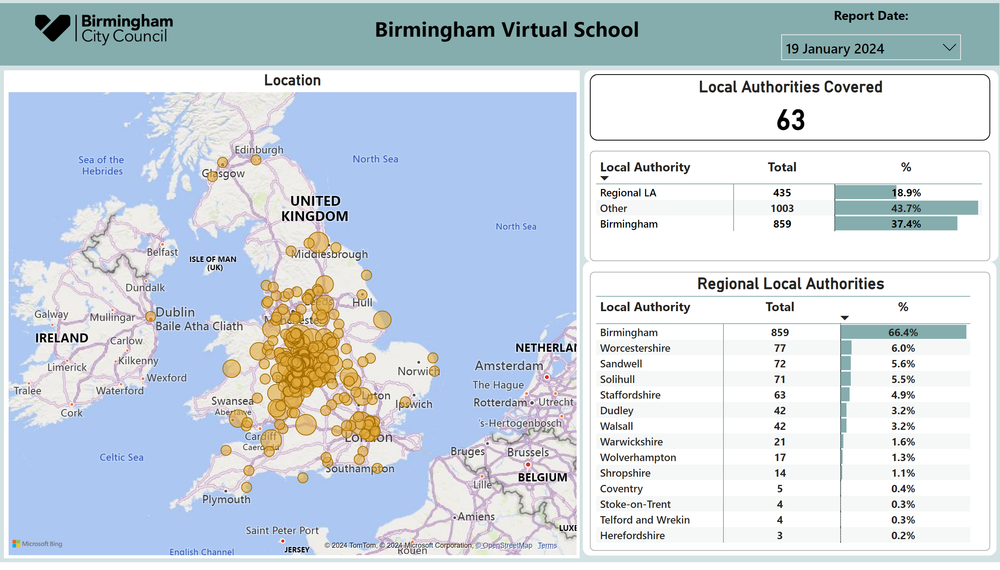 Birmingham
City Council
Birmingham Virtual School
Report Date:
19 January 2024
Location
Edinburgh
Glasgow
Sea of the
Hebrides
North Sea
UNITED
KINGDOM
North Sea
Middlesbrough
Belfast
ISLE OF MAN
(UK)
Dundalk
Leeds
Hull
Galway
Mullingar
Dublin
Baile Atha Cliath
IRELAND
Carlow
Kilkenny
Limerick
Wexford
Tralee
Waterford
Cork
Norwich
NETHERLAN
Amsterdam
The Hague
Rotterdam
Utrecht
's-Hertogenbosch
Swansea
Abertawe
Luton
Ipswich
Cardiff
Caerdydd
London
Celtic Sea
Southampton
Bruges
Brussels
BELGIUM
Lille
Plymouth
Amiens
Saint Peter Port
JERSEY
LUXE
Rouen
English Channel
Microsoft Bing
© 2024 TomTom, © 2024 Microsoft Corporation, © OpenStreetMap Terms
Local Authorities Covered
63
Local Authority Total %
Regional LA 435 18.9%
Other 1003 43.7%
Birmingham 859 37.4%
Regional Local Authorities
Local Authority Total %
Birmingham 859 66.4%
Worcestershire 77 6.0%
Sandwell 72 5.6%
Solihull 71 5.5%
Staffordshire 63 4.9%
Dudley 42 3.2%
Walsall 42 3.2%
Warwickshire 21 1.6%
Wolverhampton 17 1.3%
Shropshire 14 1.1%
Coventry 5 0.4%
Stoke-on-Trent 4 0.3%
Telford and Wrekin 4 0.3%
Herefordshire 3 0.2%